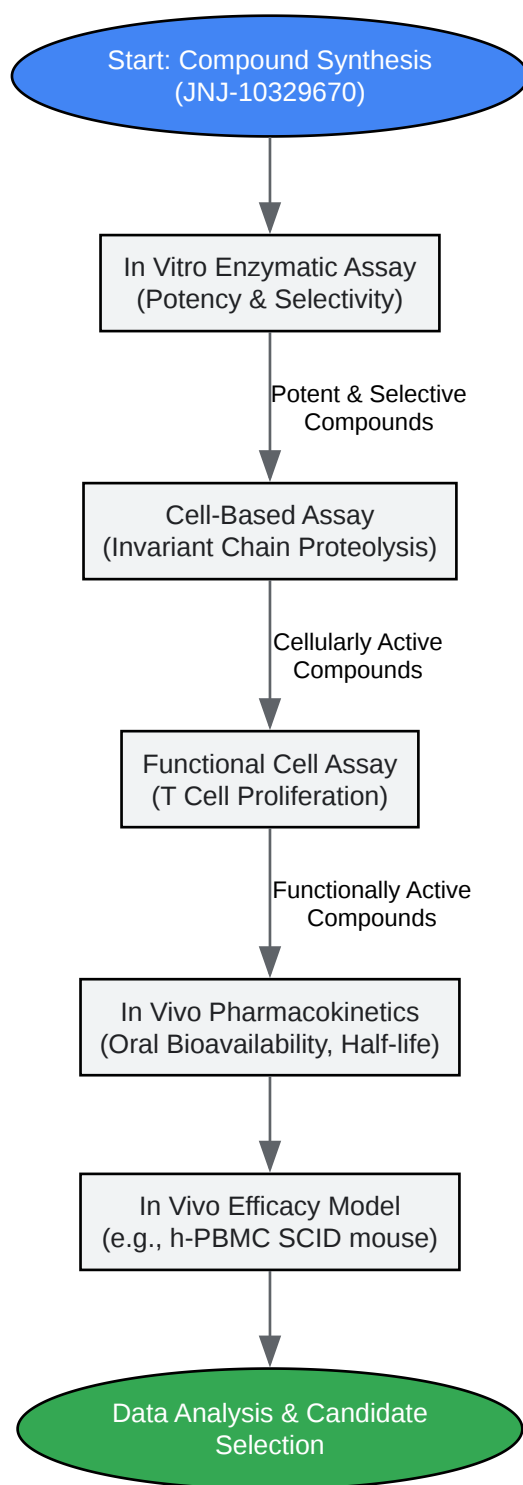 Start: Compound Synthesis
(JNJ-10329670)
In Vitro Enzymatic Assay
(Potency & Selectivity)
Potent & Selective
Compounds
Cell-Based Assay
(Invariant Chain Proteolysis)
Cellularly Active
Compounds
Functional Cell Assay
(T Cell Proliferation)
Functionally Active
Compounds
In Vivo Pharmacokinetics
(Oral Bioavailability, Half-life)
In Vivo Efficacy Model
(e.g., h-PBMC SCID mouse)
Data Analysis & Candidate
Selection